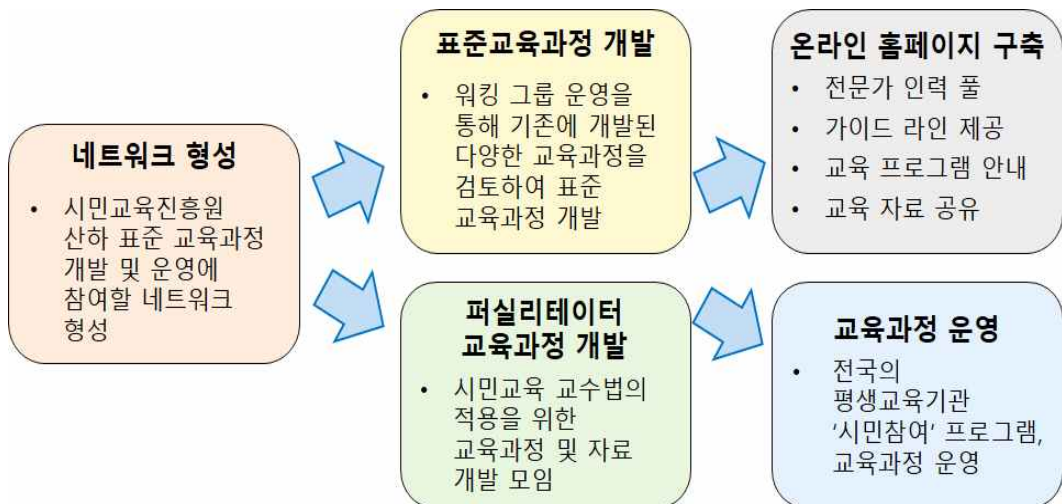 네트워크 형성
• 시민교육진흥원
산하 표준 교육과정
개발 및 운영에
참여할 네트워크
형성
표준교육과정 개발
• 워킹 그룹 운영을
통해 기존에 개발된
다양한 교육과정을
검토하여 표준
교육과정 개발
온라인 홈페이지 구축
• 전문가 인력 풀
• 가이드 라인 제공
• 교육 프로그램 안내
• 교육 자료 공유
퍼실리테이터
교육과정 개발
• 시민교육 교수법의
적용을 위한
교육과정 및 자료
개발 모임
교육과정 운영
• 전국의
평생교육기관
‘시민참여’ 프로그램,
교육과정 운영